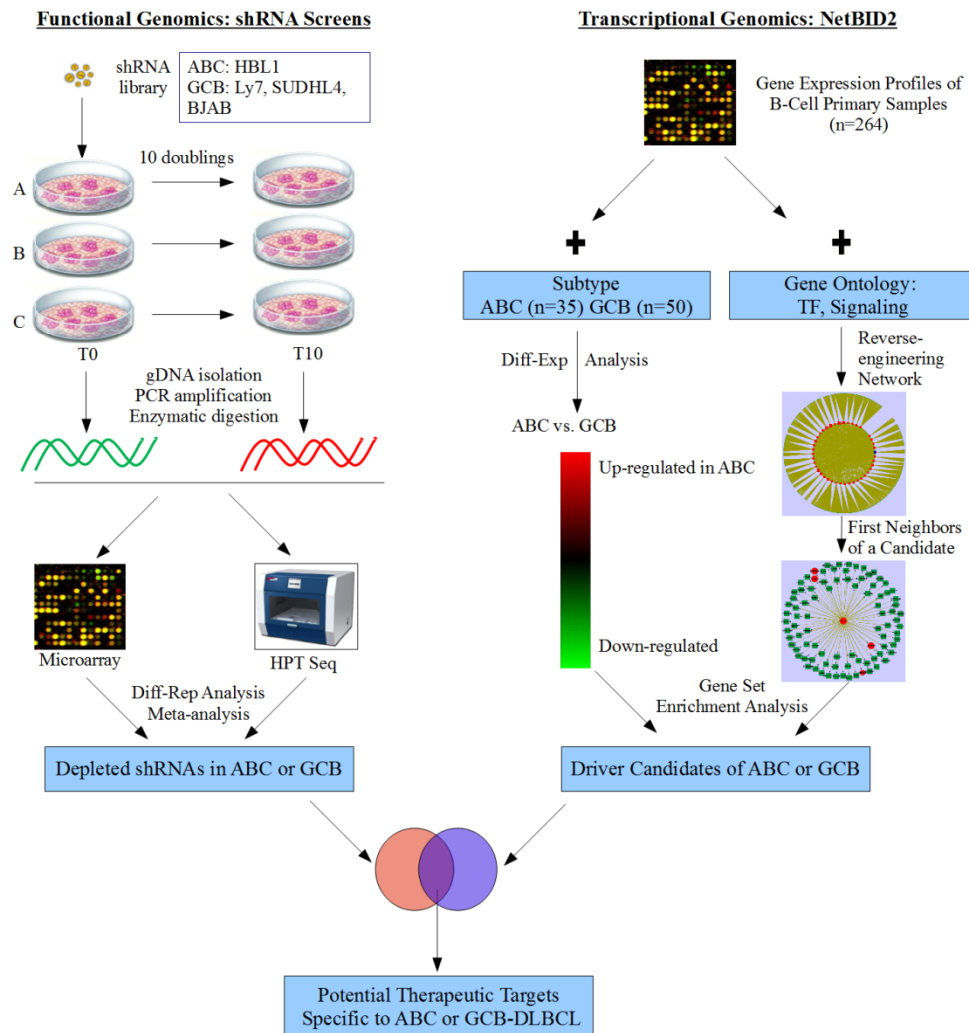 Functional Genomics: shRNA Screens
shRNA
library
ABC: HBL1
GCB: Ly7, SUDHL4,
BJAB
10 doublings
A
B
C
T0
T10
gDNA isolation
PCR amplification
Enzymatic digestion
Microarray
HPT Seq
Diff-Rep Analysis
Meta-analysis
Depleted shRNAs in ABC or GCB
Transcriptional Genomics: NetBID2
Gene Expression Profiles of
B-Cell Primary Samples
(n=264)
Subtype
ABC (n=35) GCB (n=50)
Gene Ontology:
TF, Signaling
Diff-Exp Analysis
Reverse-
engineering
Network
ABC vs. GCB
Up-regulated in ABC
First Neighbors
of a Candidate
Down-regulated
Gene Set
Enrichment Analysis
Driver Candidates of ABC or GCB
Potential Therapeutic Targets
Specific to ABC or GCB-DLBCL